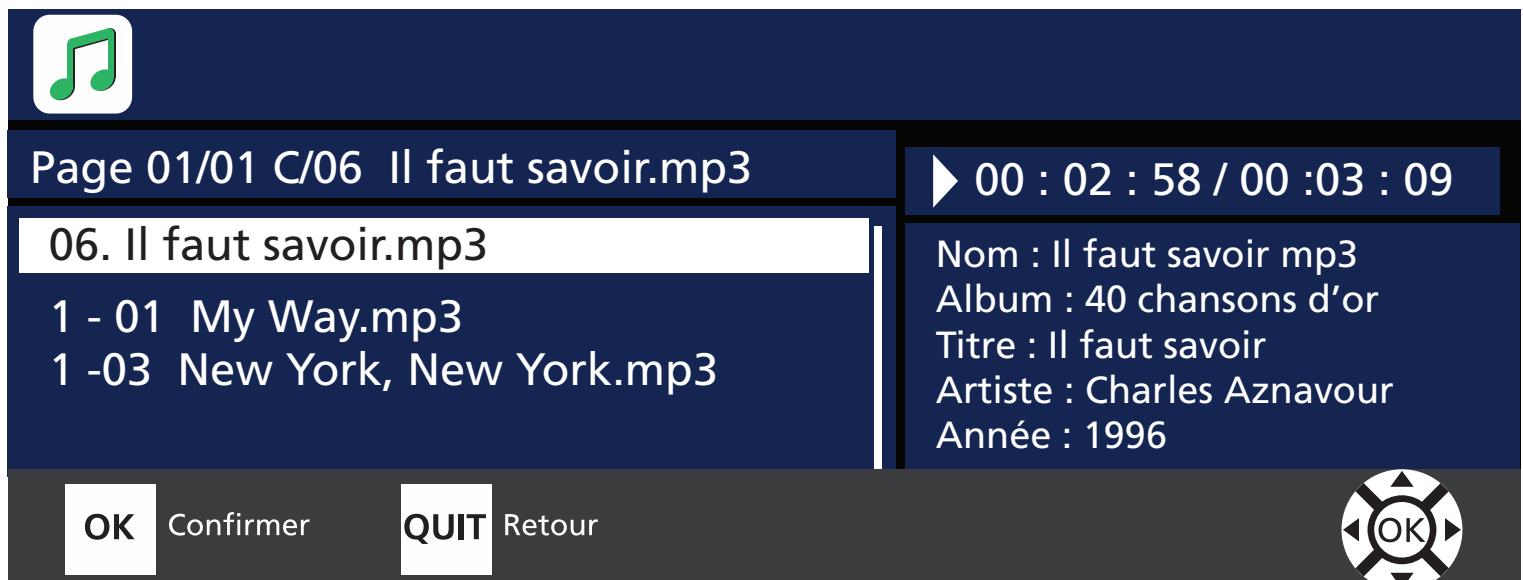 Page 01/01 C/06 Il faut savoir.mp3
06. Il faut savoir.mp3
1 - 01 My Way.mp3
1 -03 New York, New York.mp3
00 : 02 : 58 / 00 :03 : 09
Nom : Il faut savoir mp3
Album : 40 chansons d’or
Titre : Il faut savoir
Artiste : Charles Aznavour
Année : 1996
OK Confirmer
QUIT Retour
OK